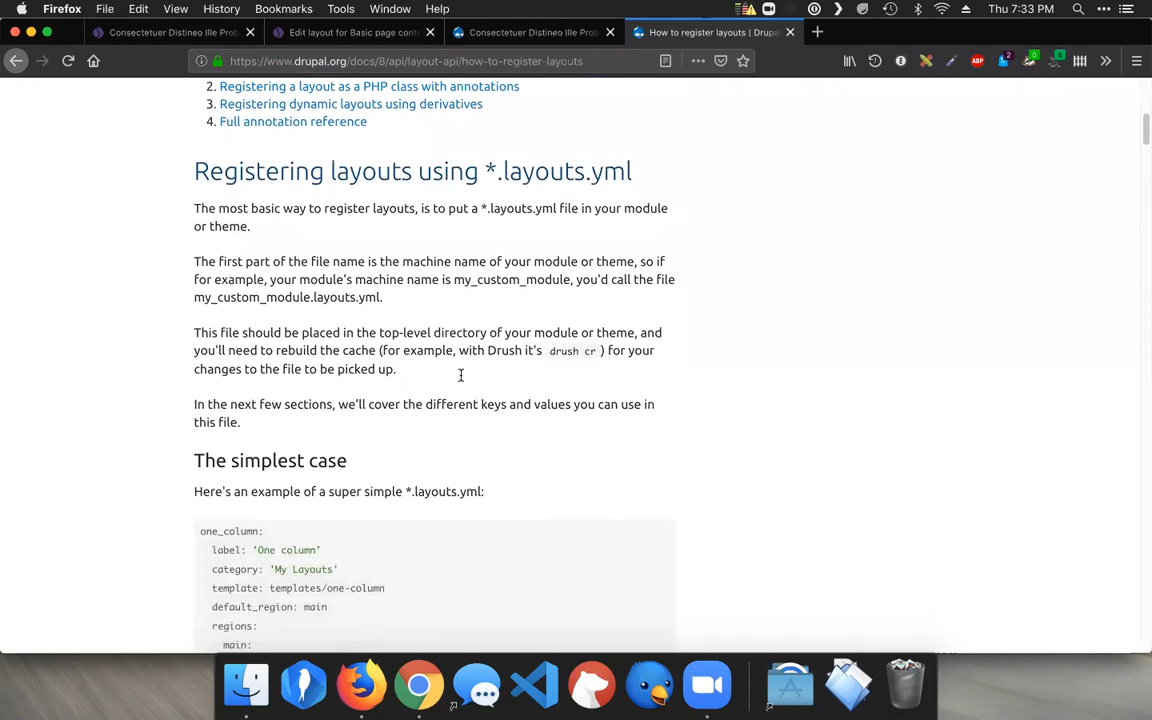 Firefox File Edit View History Bookmarks Tools Window Help Thu 7:33 PM
Consectetuer Distineo Ille Prob
Edit layout for Basic page cont
Consectetuer Distineo Ille Prob
How to register layouts | Drupal
https://www.drupal.org/docs/8/api/layout-api/how-to-register-layouts
ABP 2 0 4
2. Registering a layout as a PHP class with annotations
3. Registering dynamic layouts using derivatives
4. Full annotation reference
Registering layouts using *.layouts.yml
The most basic way to register layouts, is to put a *.layouts.yml file in your module
or theme.
The first part of the file name is the machine name of your module or theme, so if
for example, your module's machine name is my_custom_module, you'd call the file
my_custom_module.layouts.yml.
This file should be placed in the top-level directory of your module or theme, and
you'll need to rebuild the cache (for example, with Drush it's drush cr ) for your
changes to the file to be picked up.
In the next few sections, we'll cover the different keys and values you can use in
this file.
The simplest case
Here's an example of a super simple *.layouts.yml:
one_column:
label: 'One column'
category: 'My Layouts'
template: templates/one-column
default_region: main
regions:
main: